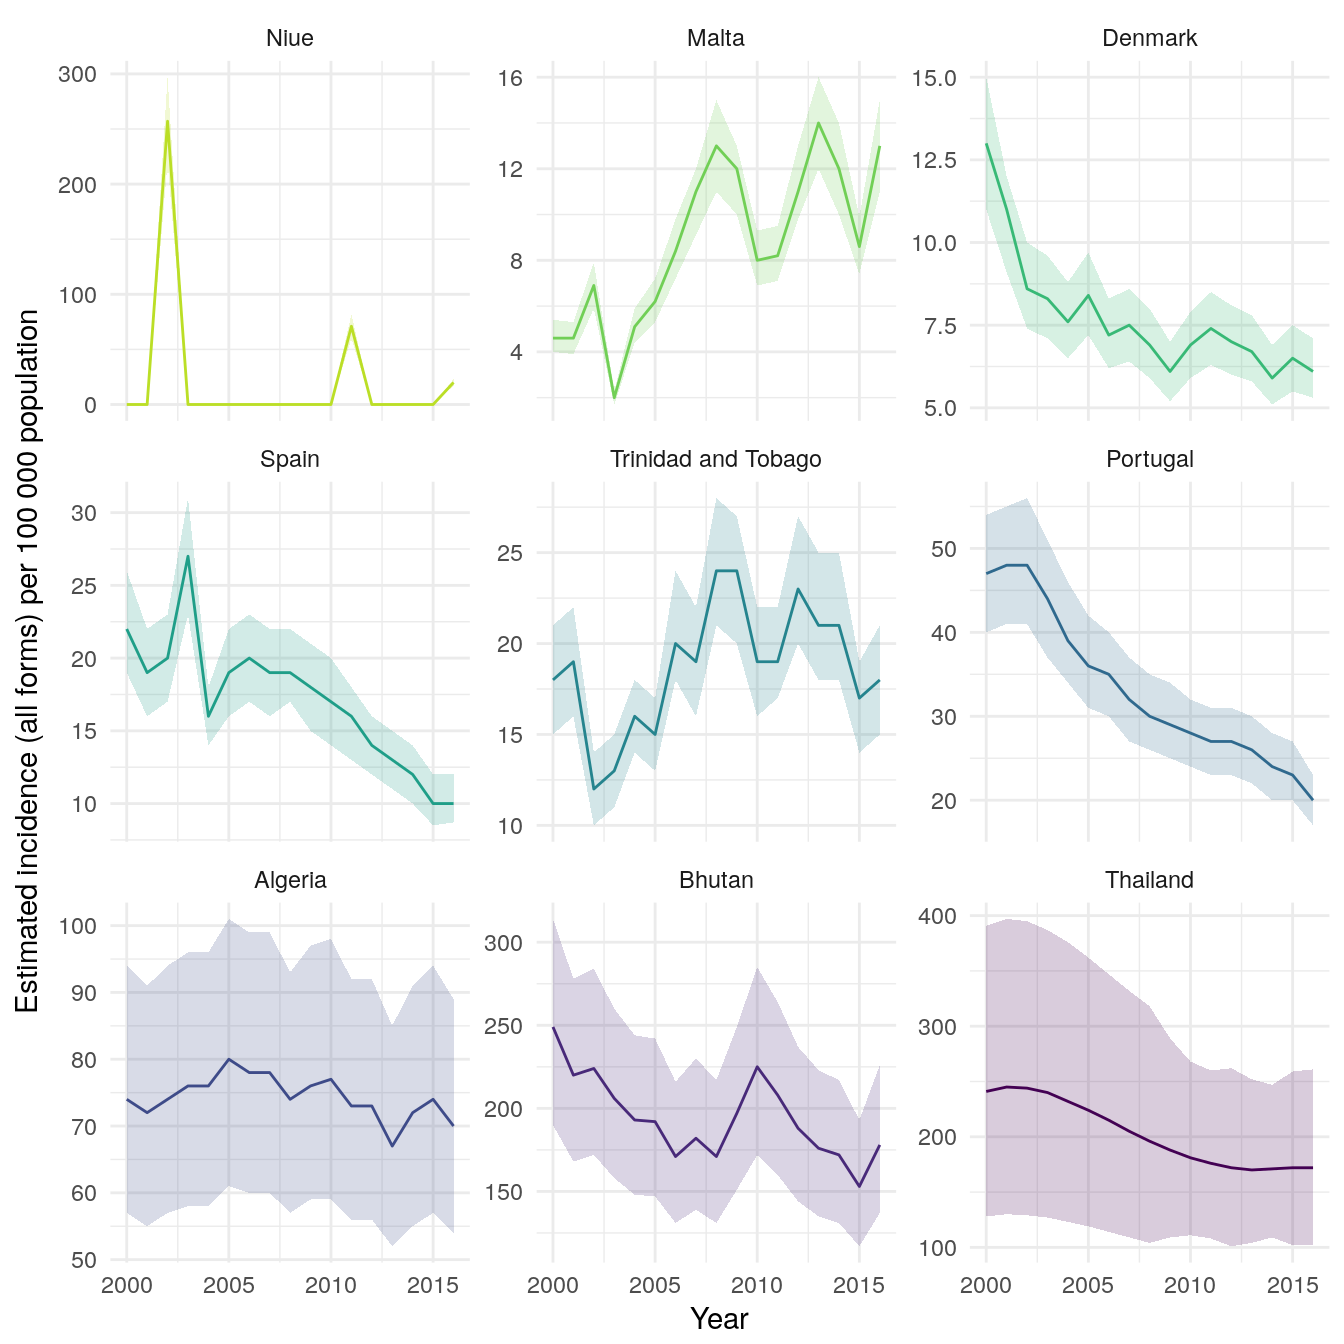 Niue
Malta
Denmark
300
200
100
0
16
12
8
4
15.0
12.5
10.0
7.5
5.0
Spain
Trinidad and Tobago
Portugal
30
25
20
15
10
25
20
15
10
50
40
30
20
Algeria
Bhutan
Thailand
100
90
80
70
60
50
300
250
200
150
400
300
200
100
2000 2005 2010 2015
2000 2005 2010 2015
2000 2005 2010 2015
Year
Estimated incidence (all forms) per 100 000 population